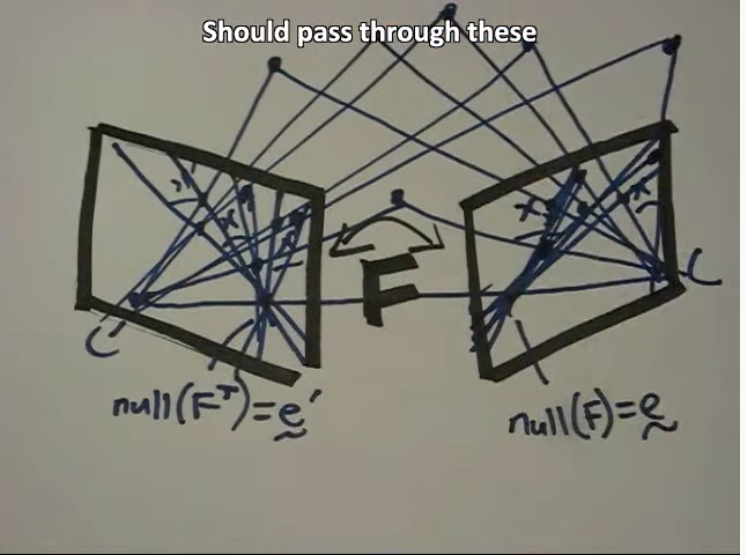 Should pass through these
x'
x'
x'
x
x
F
C'
C
null(Fᵀ)=e'
null(F)=e